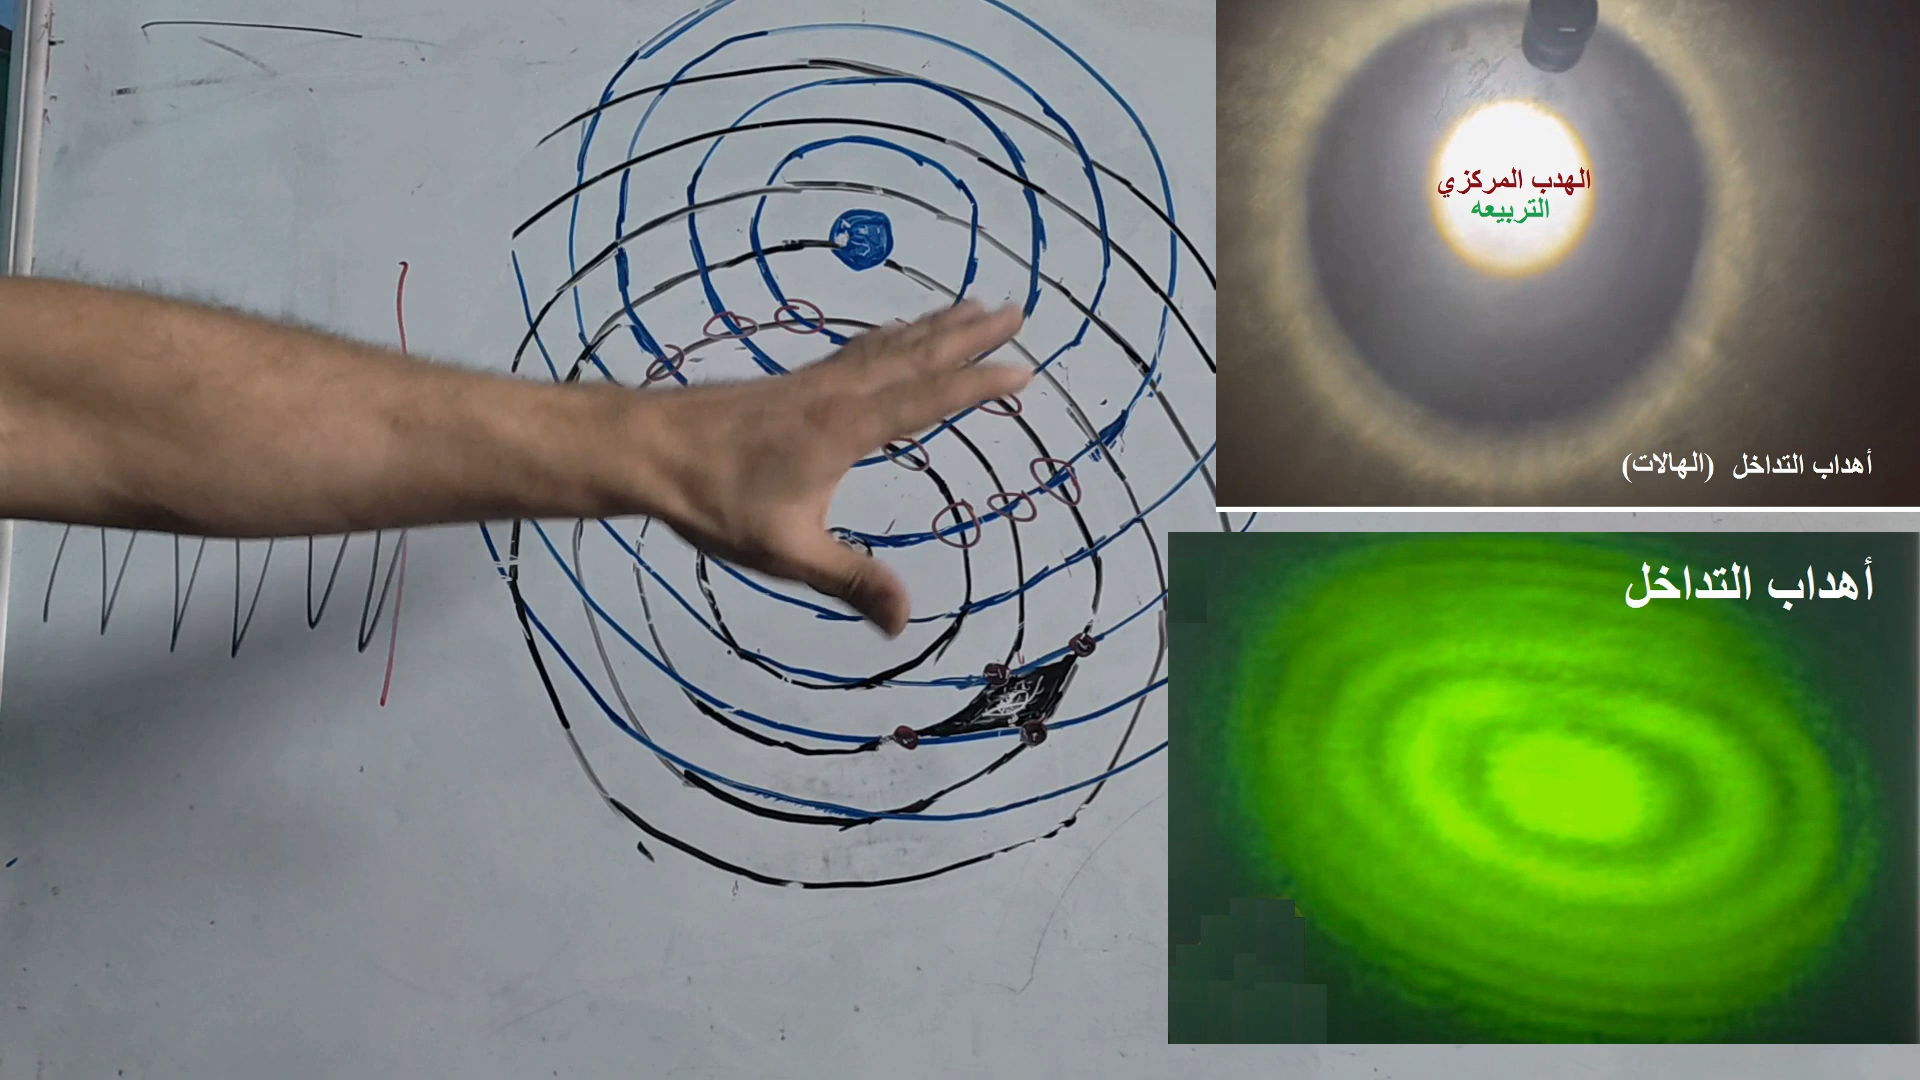 الهدب المركزي
التربيعه
أهداب التداخل (الهالات)
أهداب التداخل